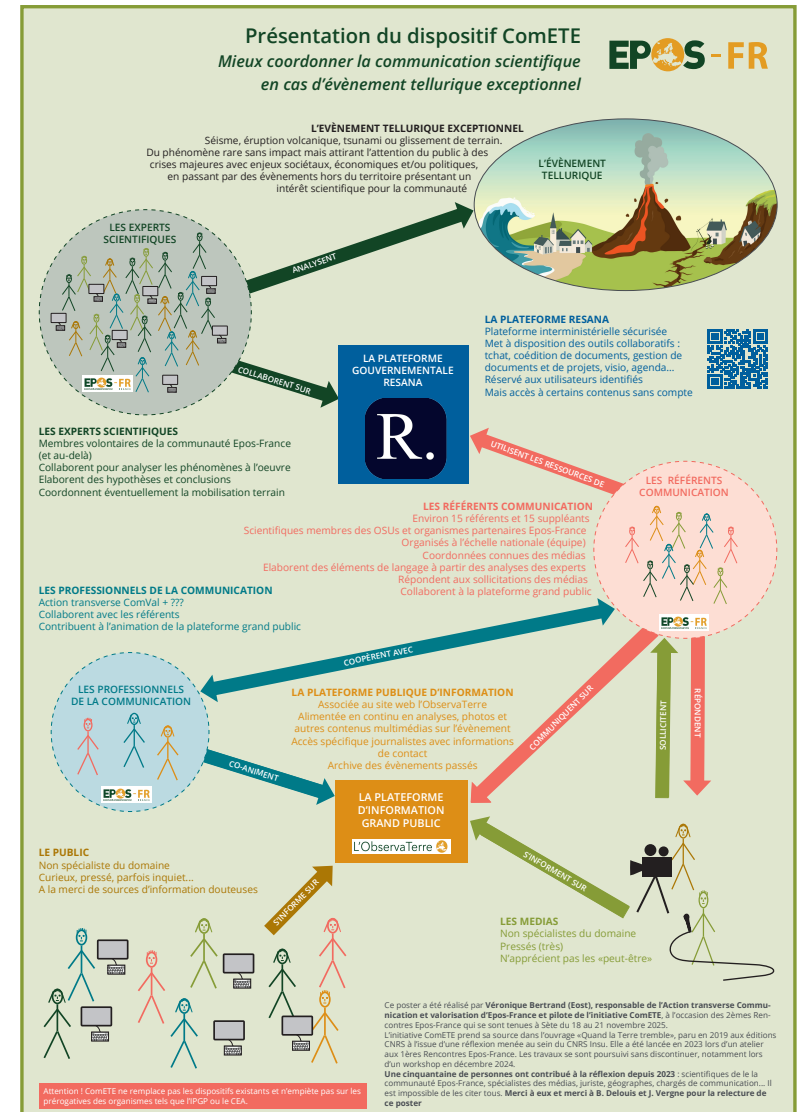 Présentation du dispositif ComETE
Mieux coordonner la communication scientifique
en cas d'évènement tellurique exceptionnel
EPOS-FR
L'EVÈNEMENT TELLURIQUE EXCEPTIONNEL
Séisme, éruption volcanique, tsunami ou glissement de terrain.
Du phénomène rare sans impact mais attirant l'attention du public à des
crises majeures avec enjeux sociétaux, économiques et/ou politiques,
en passant par des évènements hors du territoire présentant un
intérêt scientifique pour la communauté
L'ÉVÈNEMENT
TELLURIQUE
LES EXPERTS
SCIENTIFIQUES
ANALYSENT
EPOS-FR
COLLABORENT SUR
LA PLATEFORME
GOUVERNEMENTALE
RESANA
R.
LA PLATEFORME RESANA
Plateforme interministérielle sécurisée
Met à disposition des outils collaboratifs :
tchat, coédition de documents, gestion de
documents et de projets, visio, agenda...
Réservé aux utilisateurs identifiés
Mais accès à certains contenus sans compte
LES EXPERTS SCIENTIFIQUES
Membres volontaires de la communauté Epos-France
(et au-delà)
Collaborent pour analyser les phénomènes à l'oeuvre
Elaborent des hypothèses et conclusions
Coordonnent éventuellement la mobilisation terrain
UTILISENT LES RESSOURCES DE
LES RÉFÉRENTS
COMMUNICATION
EPOS-FR
LES RÉFÉRENTS COMMUNICATION
Environ 15 référents et 15 suppléants
Scientifiques membres des OSUs et organismes partenaires Epos-France
Organisés à l'échelle nationale (équipe)
Coordonnées connues des médias
Elaborent des éléments de langage à partir des analyses des experts
Répondent aux sollicitations des médias
Collaborent à la plateforme grand public
LES PROFESSIONNELS DE LA COMMUNICATION
Action transverse ComVal + ???
Collaborent avec les référents
Contribuent à l'animation de la plateforme grand public
COOPÈRENT AVEC
LES PROFESSIONNELS
DE LA COMMUNICATION
EPOS-FR
CO-ANIMENT
LA PLATEFORME PUBLIQUE D'INFORMATION
Associée au site web l'ObservaTerre
Alimentée en continu en analyses, photos et
autres contenus multimédias sur l'évènement
Accès spécifique journalistes avec informations
de contact
Archive des évènements passés
COMMUNIQUENT SUR
SOLLICITENT
RÉPONDENT
LA PLATEFORME
D'INFORMATION
GRAND PUBLIC
L'ObservaTerre
LE PUBLIC
Non spécialiste du domaine
Curieux, pressé, parfois inquiet...
A la merci de sources d'information douteuses
S'INFORME SUR
S'INFORMENT SUR
LES MEDIAS
Non spécialistes du domaine
Pressés (très)
N'apprécient pas les «peut-être»
Ce poster a été réalisé par Véronique Bertrand (Eost), responsable de l'Action transverse Commu-
nication et valorisation d'Epos-France et pilote de l'initiative ComETE, à l'occasion des 2èmes Ren-
contres Epos-France qui se sont tenues à Sète du 18 au 21 novembre 2025.
L'initiative ComETE prend sa source dans l'ouvrage «Quand la Terre tremble», paru en 2019 aux éditions
CNRS à l'issue d'une réflexion menée au sein du CNRS Insu. Elle a été lancée en 2023 lors d'un atelier
aux 1ères Rencontres Epos-France. Les travaux se sont poursuivi sans discontinuer, notamment lors
d'un workshop en décembre 2024.
Une cinquantaine de personnes ont contribué à la réflexion depuis 2023 : scientifiques de le la
communauté Epos-France, spécialistes des médias, juriste, géographes, chargés de communication... Il
est impossible de les citer tous. Merci à eux et merci à B. Delouis et J. Vergne pour la relecture de
ce poster
Attention ! ComETE ne remplace pas les dispositifs existants et n'empiète pas sur les
prérogatives des organismes tels que l'IPGP ou le CEA.